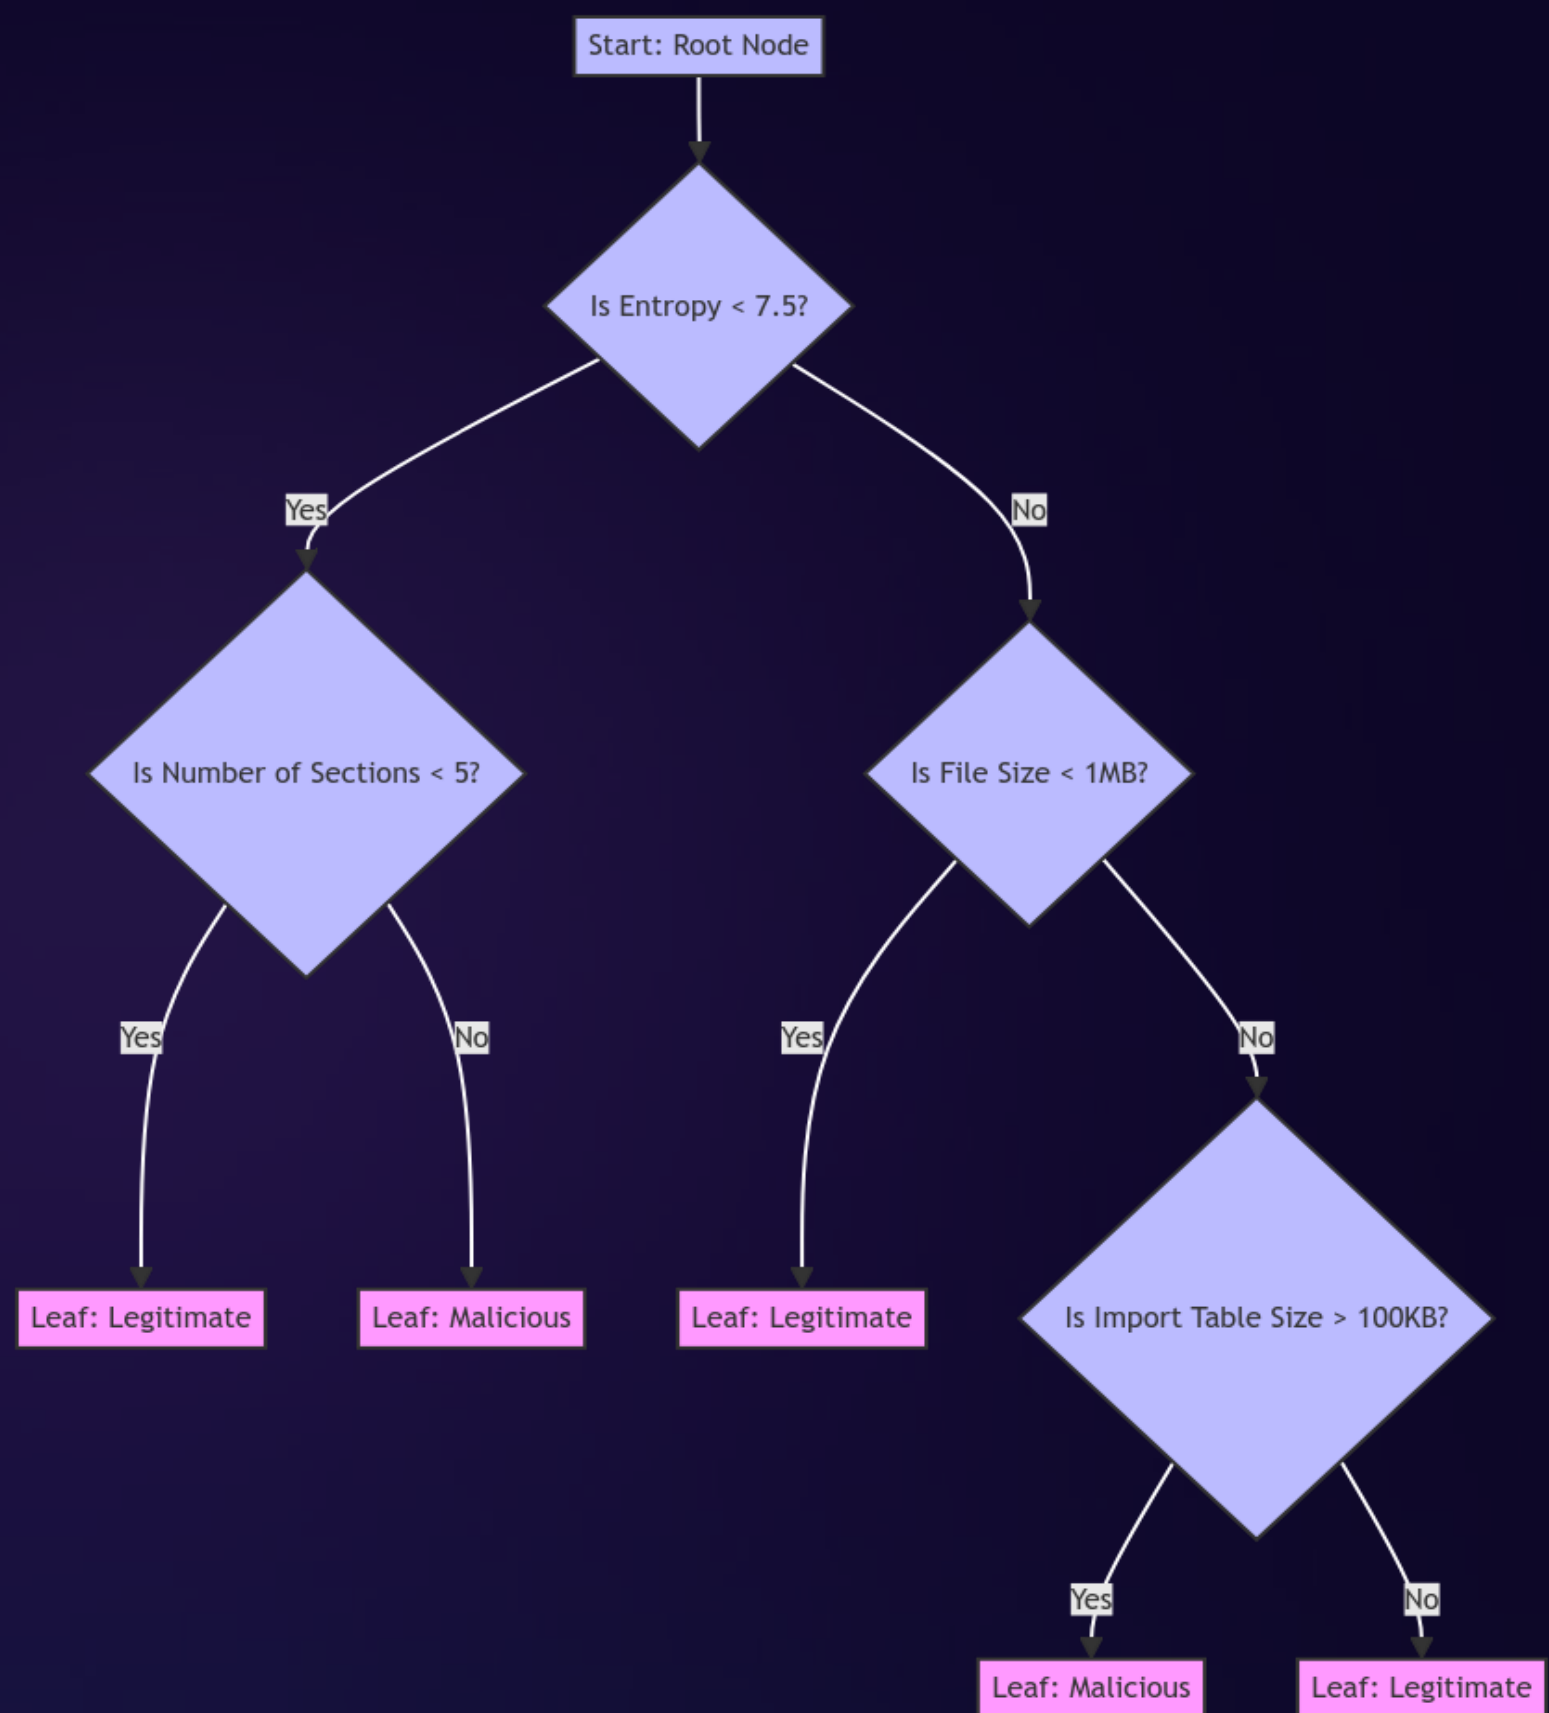 Start: Root Node
Is Entropy < 7.5?
Yes
No
Is Number of Sections < 5?
Is File Size < 1MB?
Yes
No
Yes
No
Leaf: Legitimate
Leaf: Malicious
Leaf: Legitimate
Is Import Table Size > 100KB?
Yes
No
Leaf: Malicious
Leaf: Legitimate